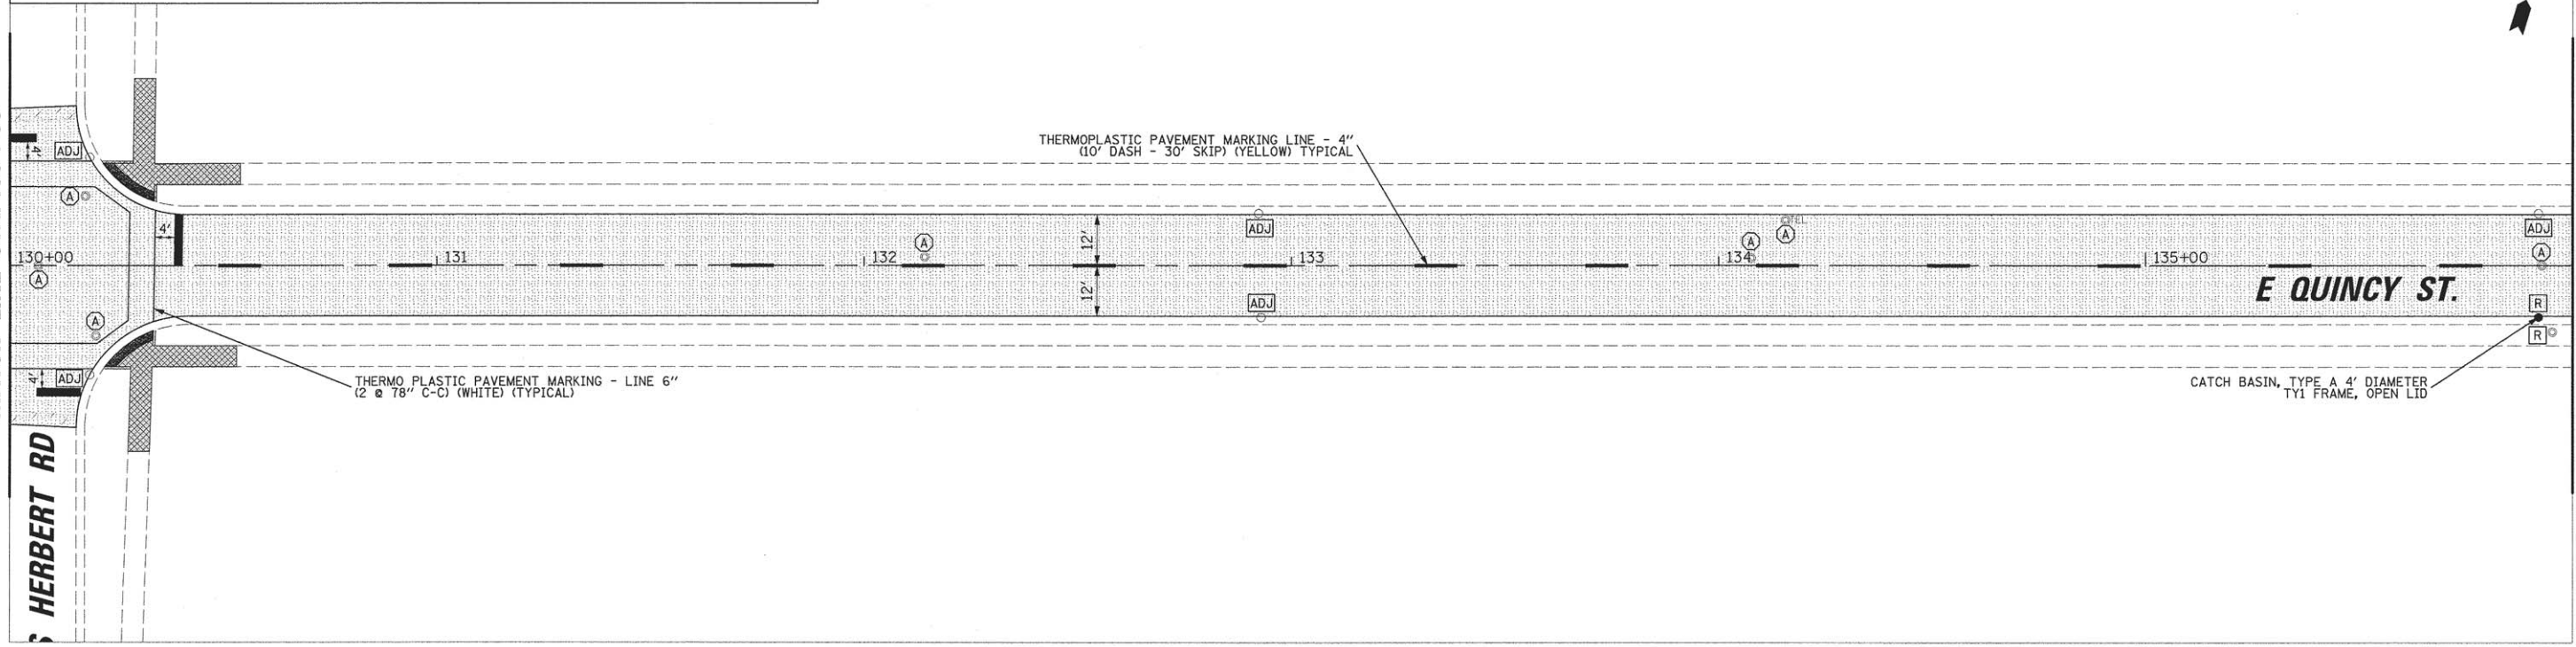 THERMOPLASTIC PAVEMENT MARKING LINE - 4"
(10' DASH - 30' SKIP) (YELLOW) TYPICAL
4'
ADJ
A
4'
12'
A
ADJ
TEL
A
A
ADJ
A
130+00
131
132
133
134
135+00
A
12'
ADJ
E QUINCY ST.
R
A
R
4'
ADJ
THERMO PLASTIC PAVEMENT MARKING - LINE 6"
(2 @ 78" C-C) (WHITE) (TYPICAL)
CATCH BASIN, TYPE A 4' DIAMETER
TY1 FRAME, OPEN LID
S HERBERT RD